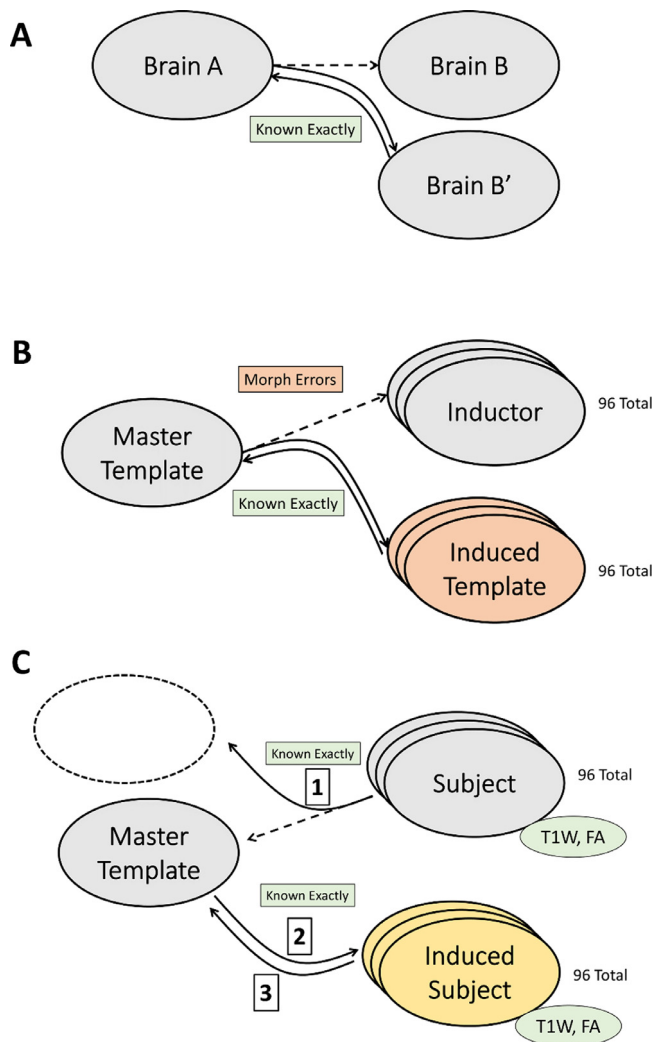 A
Brain A
Brain B
Known Exactly
Brain B’
B
Morph Errors
Inductor
96 Total
Master
Template
Known Exactly
Induced
Template
96 Total
C
Known Exactly
1
Subject
96 Total
T1W, FA
Master
Template
Known Exactly
2
3
Induced
Subject
96 Total
T1W, FA